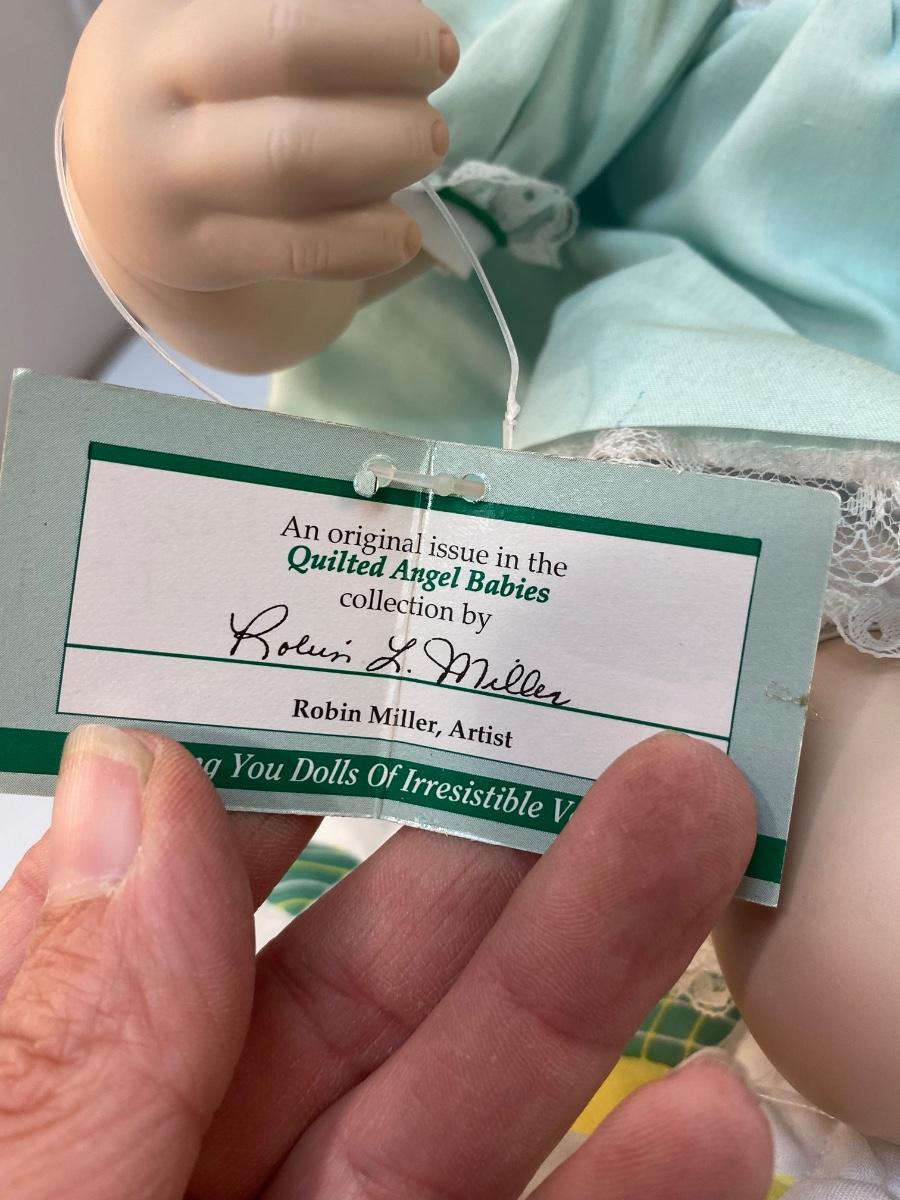 An original issue in the
Quilted Angel Babies
collection by
Robin L. Miller
Robin Miller, Artist
You Dolls Of Irresistible